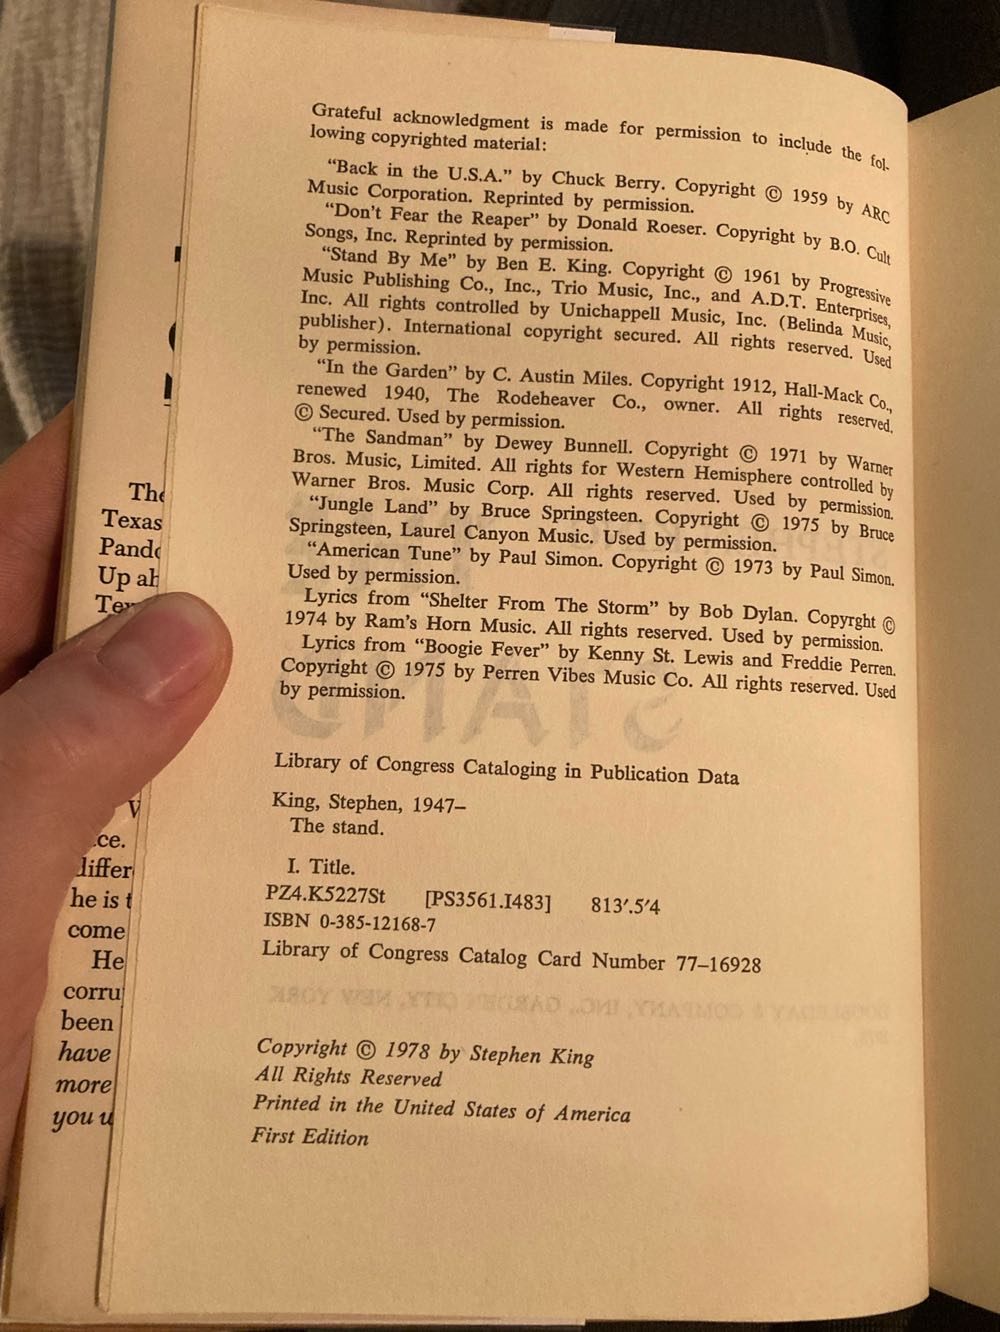 Grateful acknowledgment is made for permission to include the fol-
lowing copyrighted material:
“Back in the U.S.A.” by Chuck Berry. Copyright © 1959 by ARC
Music Corporation. Reprinted by permission.
“Don't Fear the Reaper” by Donald Roeser. Copyright by B.O. Cult
Songs, Inc. Reprinted by permission.
“Stand By Me” by Ben E. King. Copyright © 1961 by Progressive
Music Publishing Co., Inc., Trio Music, Inc., and A.D.T. Enterprises,
Inc. All rights controlled by Unichappell Music, Inc. (Belinda Music,
publisher). International copyright secured. All rights reserved. Used
by permission.
“In the Garden” by C. Austin Miles. Copyright 1912, Hall-Mack Co.,
renewed 1940, The Rodeheaver Co., owner. All rights reserved.
© Secured. Used by permission.
“The Sandman” by Dewey Bunnell. Copyright © 1971 by Warner
Bros. Music, Limited. All rights for Western Hemisphere controlled by
Warner Bros. Music Corp. All rights reserved. Used by permission.
“Jungle Land” by Bruce Springsteen. Copyright © 1975 by Bruce
Springsteen, Laurel Canyon Music. Used by permission.
“American Tune” by Paul Simon. Copyright © 1973 by Paul Simon.
Used by permission.
Lyrics from “Shelter From The Storm” by Bob Dylan. Copyrght ©
1974 by Ram's Horn Music. All rights reserved. Used by permission.
Lyrics from “Boogie Fever” by Kenny St. Lewis and Freddie Perren.
Copyright © 1975 by Perren Vibes Music Co. All rights reserved. Used
by permission.
Library of Congress Cataloging in Publication Data
King, Stephen, 1947–
The stand.
I. Title.
PZ4.K5227St [PS3561.I483] 813'.5'4
ISBN 0-385-12168-7
Library of Congress Catalog Card Number 77–16928
Copyright © 1978 by Stephen King
All Rights Reserved
Printed in the United States of America
First Edition
The
Texas
Up
differ
he is
come
He
been
have
more
you